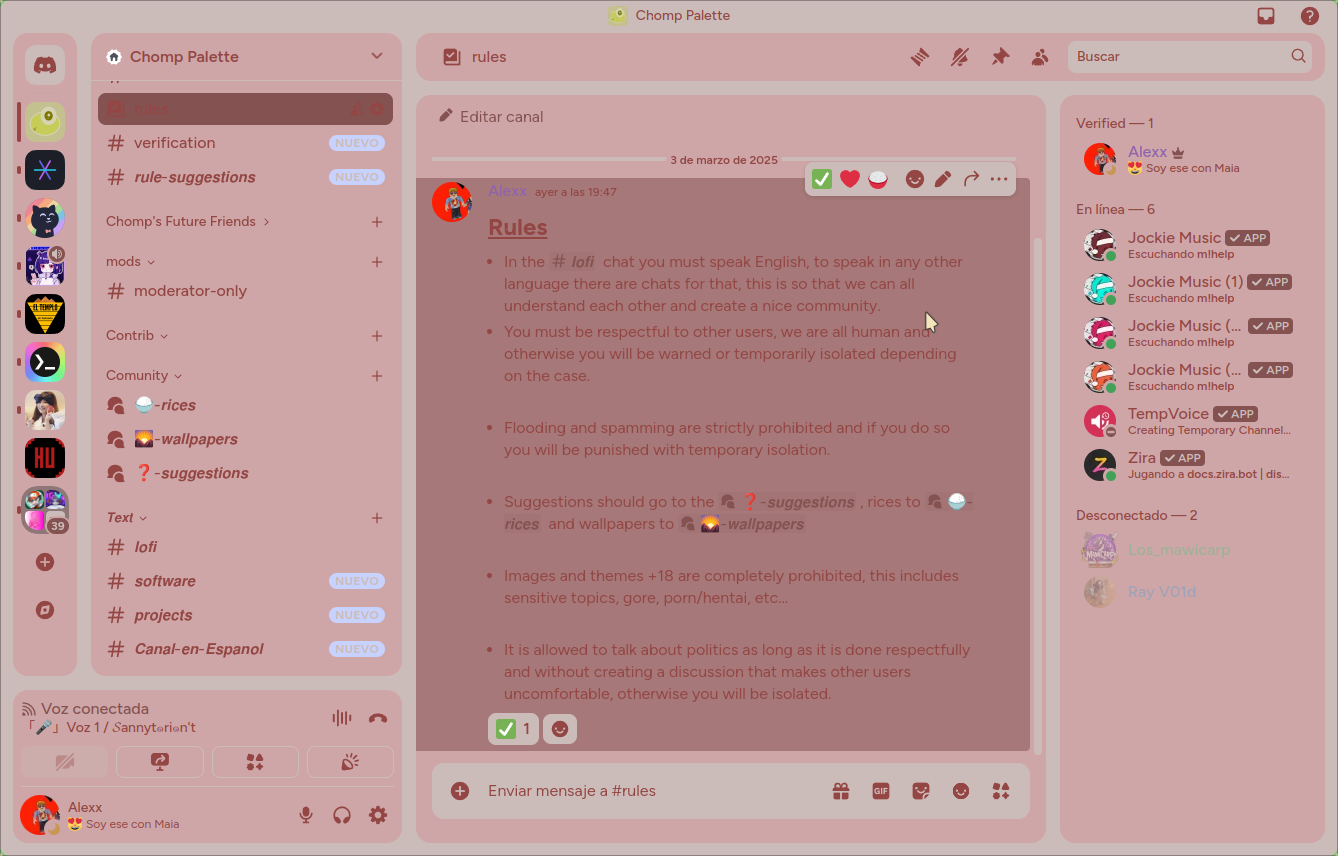 Chomp Palette
Chomp Palette
rules
verification
NUEVO
rule-suggestions
NUEVO
Chomp's Future Friends
mods
moderator-only
Contrib
Comunity
-rices
-wallpapers
❓-suggestions
Text
lofi
software
NUEVO
projects
NUEVO
Canal-en-Espanol
NUEVO
39
EL TEMPLO
HU
Voz conectada
「🎤」Voz 1 / Sannyt⊙ri⊙n't
Alexx
😍 Soy ese con Maia
rules
Buscar
Editar canal
3 de marzo de 2025
Alexx ayer a las 19:47
Rules
• In the # lofi chat you must speak English, to speak in any other
language there are chats for that, this is so that we can all
understand each other and create a nice community.
• You must be respectful to other users, we are all human and
otherwise you will be warned or temporarily isolated depending
on the case.
• Flooding and spamming are strictly prohibited and if you do so
you will be punished with temporary isolation.
• Suggestions should go to the ❓-suggestions , rices to 🍚-
rices and wallpapers to 🌄-wallpapers
• Images and themes +18 are completely prohibited, this includes
sensitive topics, gore, porn/hentai, etc...
• It is allowed to talk about politics as long as it is done respectfully
and without creating a discussion that makes other users
uncomfortable, otherwise you will be isolated.
✅ 1
Enviar mensaje a #rules
GIF
Verified — 1
Alexx
😍 Soy ese con Maia
En línea — 6
Jockie Music ✓ APP
Escuchando m!help
Jockie Music (1) ✓ APP
Escuchando m!help
Jockie Music (... ✓ APP
Escuchando m!help
Jockie Music (... ✓ APP
Escuchando m!help
TempVoice ✓ APP
Creating Temporary Channel...
Zira ✓ APP
Jugando a docs.zira.bot | dis...
Desconectado — 2
Los_mawicarp
Ray V01d